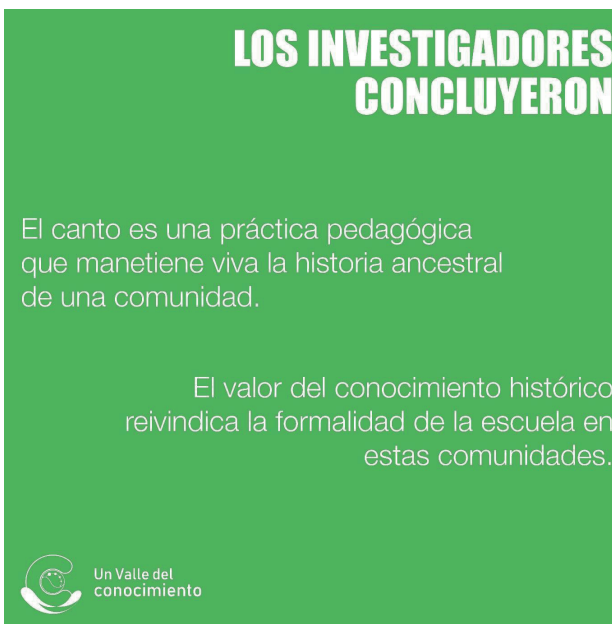 LOS INVESTIGADORES
CONCLUYERON
El canto es una práctica pedagógica
que manetiene viva la historia ancestral
de una comunidad.
El valor del conocimiento histórico
reivindica la formalidad de la escuela en
estas comunidades.
Un Valle del
conocimiento